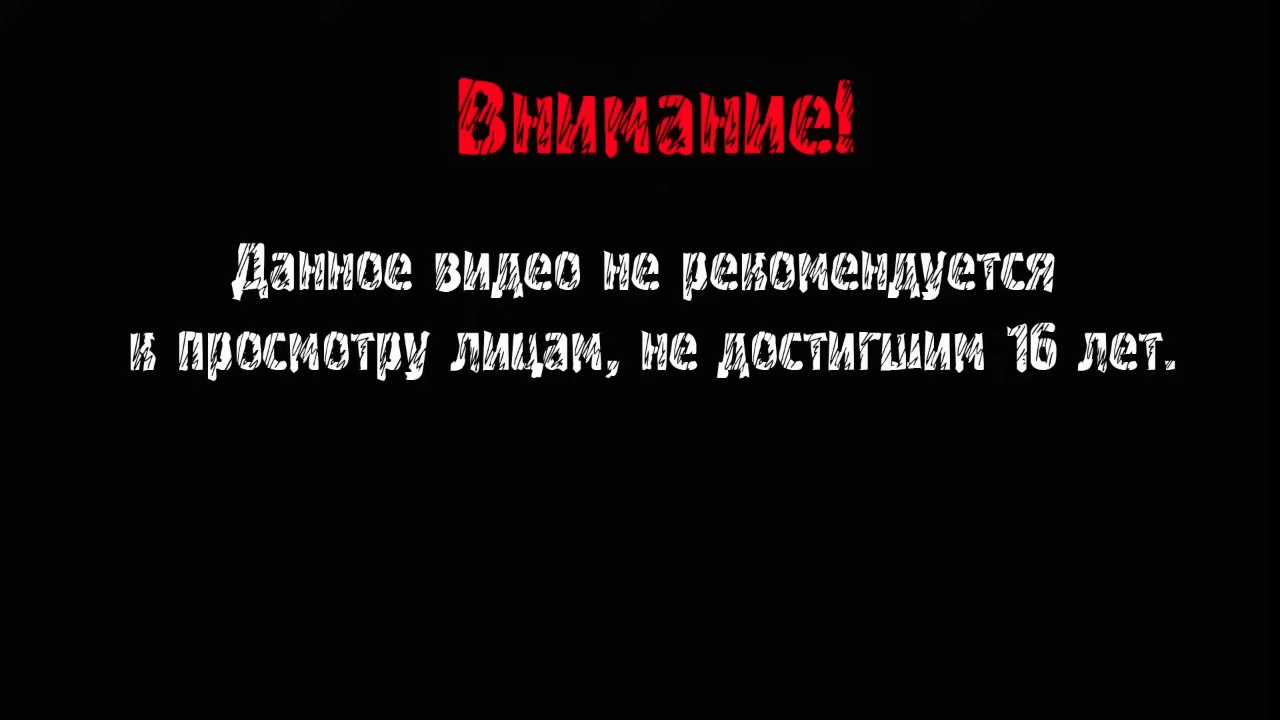 Внимание!
Данное видео не рекомендуется
к просмотру лицам, не достигшим 16 лет.